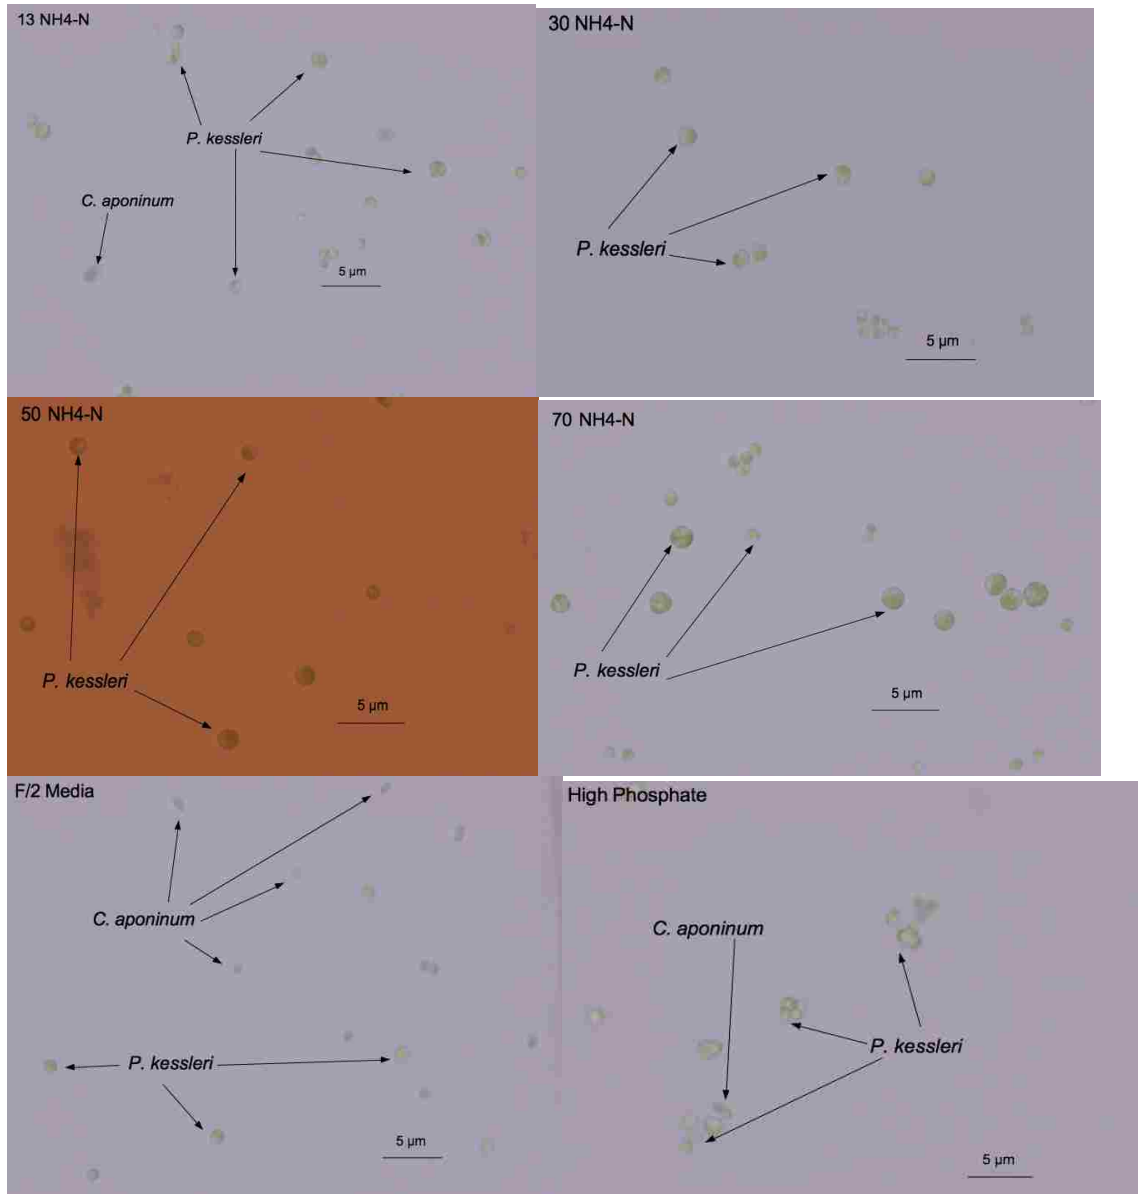 13 NH4-N
P. kessleri
C. aponinum
5 µm
30 NH4-N
P. kessleri
5 µm
50 NH4-N
P. kessleri
5 µm
70 NH4-N
P. kessleri
5 µm
F/2 Media
C. aponinum
P. kessleri
5 µm
High Phosphate
C. aponinum
P. kessleri
5 µm